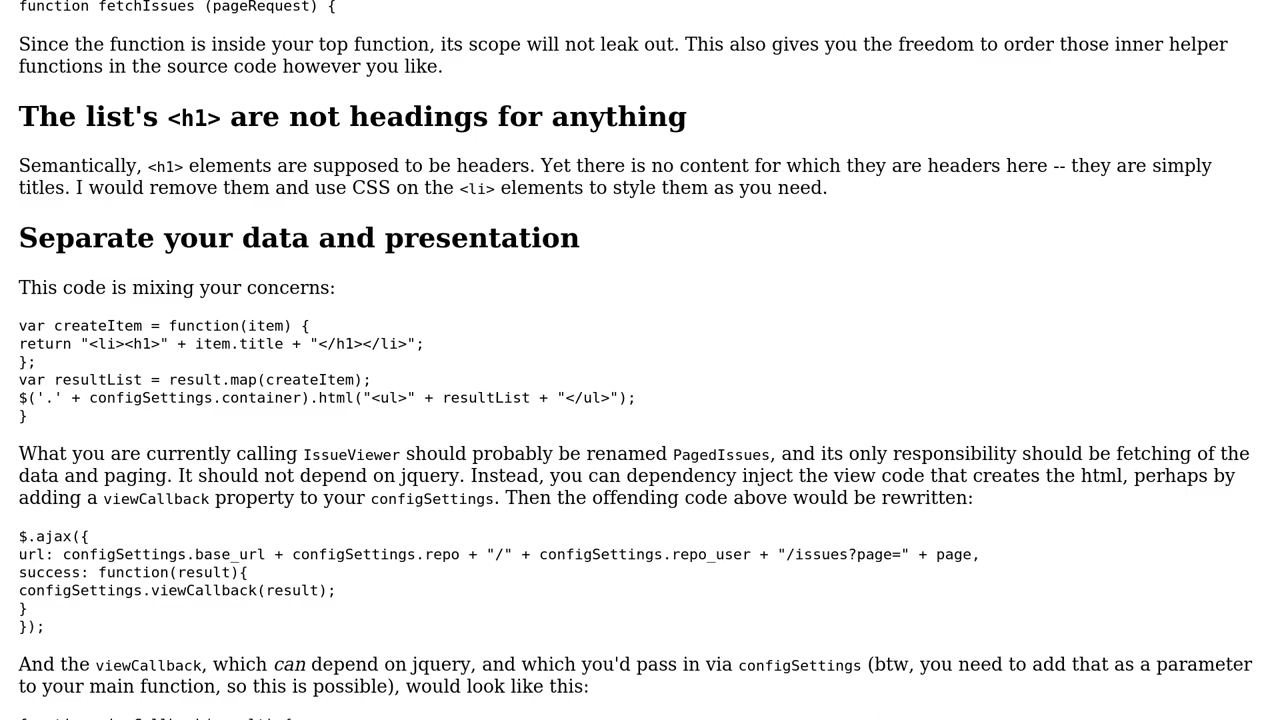 function fetchIssues (pageRequest) {
Since the function is inside your top function, its scope will not leak out. This also gives you the freedom to order those inner helper
functions in the source code however you like.
The list's <h1> are not headings for anything
Semantically, <h1> elements are supposed to be headers. Yet there is no content for which they are headers here -- they are simply
titles. I would remove them and use CSS on the <li> elements to style them as you need.
Separate your data and presentation
This code is mixing your concerns:
var createItem = function(item) {
return "<li><h1>" + item.title + "</h1></li>";
};
var resultList = result.map(createItem);
$('.' + configSettings.container).html("<ul>" + resultList + "</ul>");
}
What you are currently calling IssueViewer should probably be renamed PagedIssues, and its only responsibility should be fetching of the
data and paging. It should not depend on jquery. Instead, you can dependency inject the view code that creates the html, perhaps by
adding a viewCallback property to your configSettings. Then the offending code above would be rewritten:
$.ajax({
url: configSettings.base_url + configSettings.repo + "/" + configSettings.repo_user + "/issues?page=" + page,
success: function(result){
configSettings.viewCallback(result);
}
});
And the viewCallback, which can depend on jquery, and which you'd pass in via configSettings (btw, you need to add that as a parameter
to your main function, so this is possible), would look like this: